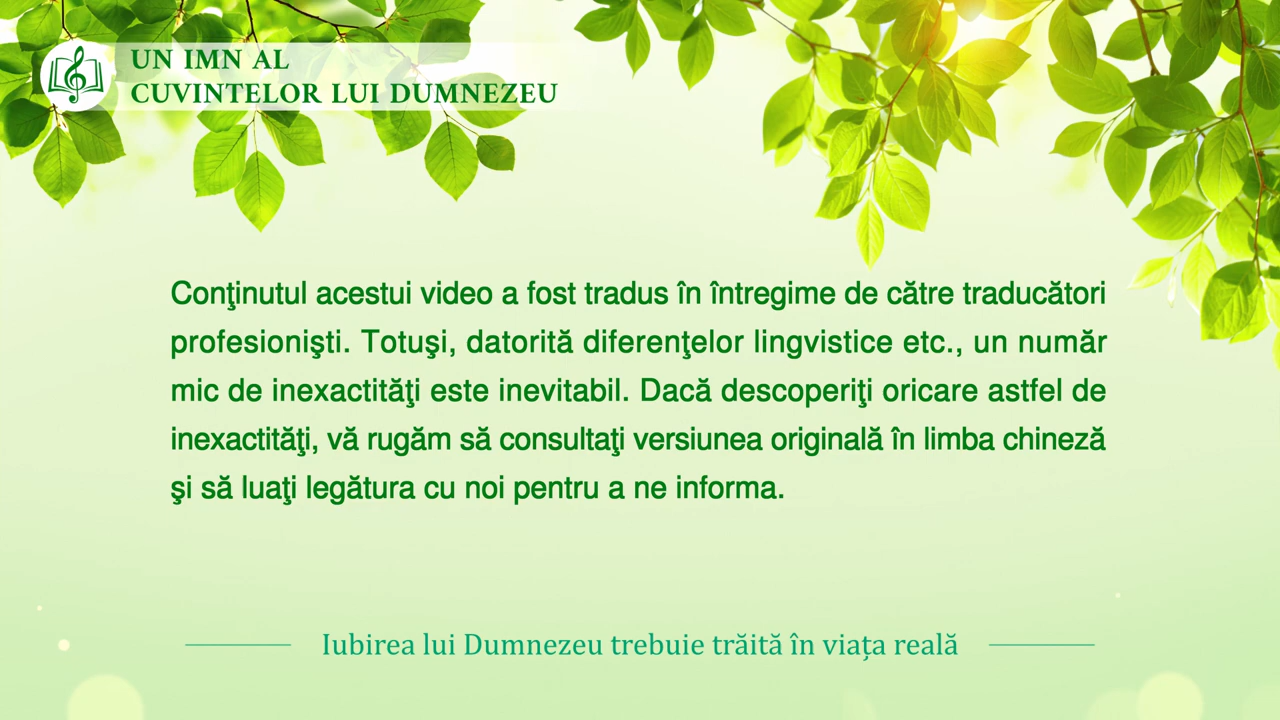 UN IMN AL
CUVINTELOR LUI DUMNEZEU
Conţinutul acestui video a fost tradus în întregime de către traducători
profesionişti. Totuşi, datorită diferenţelor lingvistice etc., un număr
mic de inexactităţi este inevitabil. Dacă descoperiţi oricare astfel de
inexactităţi, vă rugăm să consultaţi versiunea originală în limba chineză
şi să luaţi legătura cu noi pentru a ne informa.
Iubirea lui Dumnezeu trebuie trăită în viața reală